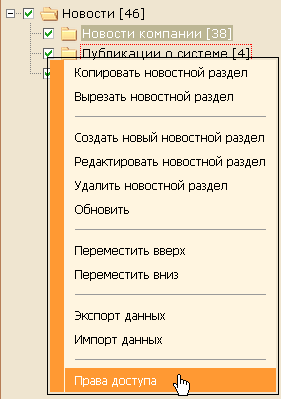 Новости [46]
Новости компании [38]
Публикации о системе [4]
Копировать новостной раздел
Вырезать новостной раздел
Создать новый новостной раздел
Редактировать новостной раздел
Удалить новостной раздел
Обновить
Переместить вверх
Переместить вниз
Экспорт данных
Импорт данных
Права доступа